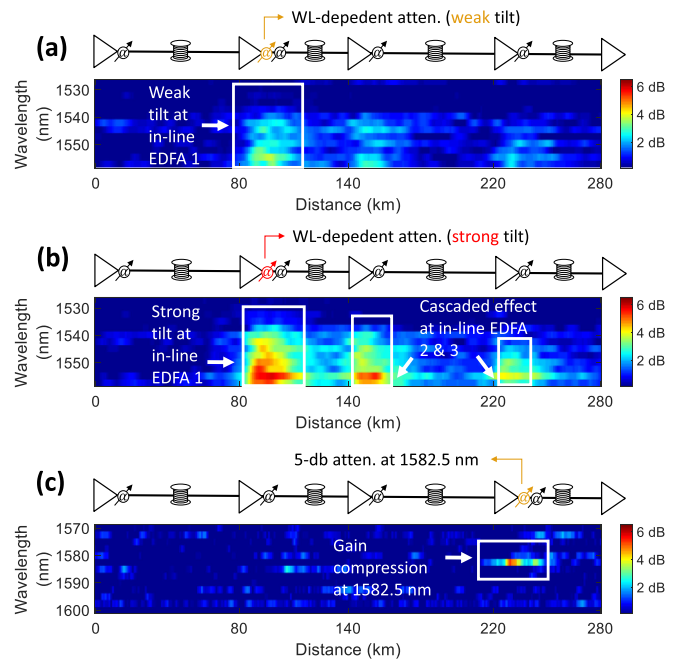 WL-depedent atten. (weak tilt)
(a)
α α α α α
Wavelength
(nm)
1530
1540
1550
Weak
tilt at
in-line
EDFA 1
6 dB
4 dB
2 dB
0 80 140 220 280
Distance (km)
WL-depedent atten. (strong tilt)
(b)
α α α α α
Wavelength
(nm)
1530
1540
1550
Strong
tilt at
in-line
EDFA 1
Cascaded effect
at in-line EDFA
2 & 3
6 dB
4 dB
2 dB
0 80 140 220 280
Distance (km)
5-db atten. at 1582.5 nm
(c)
α α α α α
Wavelength
(nm)
1570
1580
1590
1600
Gain
compression
at 1582.5 nm
6 dB
4 dB
2 dB
0 80 140 220 280
Distance (km)